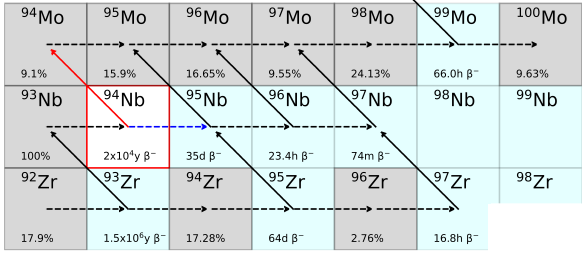 ⁹⁴Mo ⁹⁵Mo ⁹⁶Mo ⁹⁷Mo ⁹⁸Mo ⁹⁹Mo ¹⁰⁰Mo
9.1% 15.9% 16.65% 9.55% 24.13% 66.0h β⁻ 9.63%
⁹³Nb ⁹⁴Nb ⁹⁵Nb ⁹⁶Nb ⁹⁷Nb ⁹⁸Nb ⁹⁹Nb
100% 2x10⁴y β⁻ 35d β⁻ 23.4h β⁻ 74m β⁻
⁹²Zr ⁹³Zr ⁹⁴Zr ⁹⁵Zr ⁹⁶Zr ⁹⁷Zr ⁹⁸Zr
17.9% 1.5x10⁶y β⁻ 17.28% 64d β⁻ 2.76% 16.8h β⁻